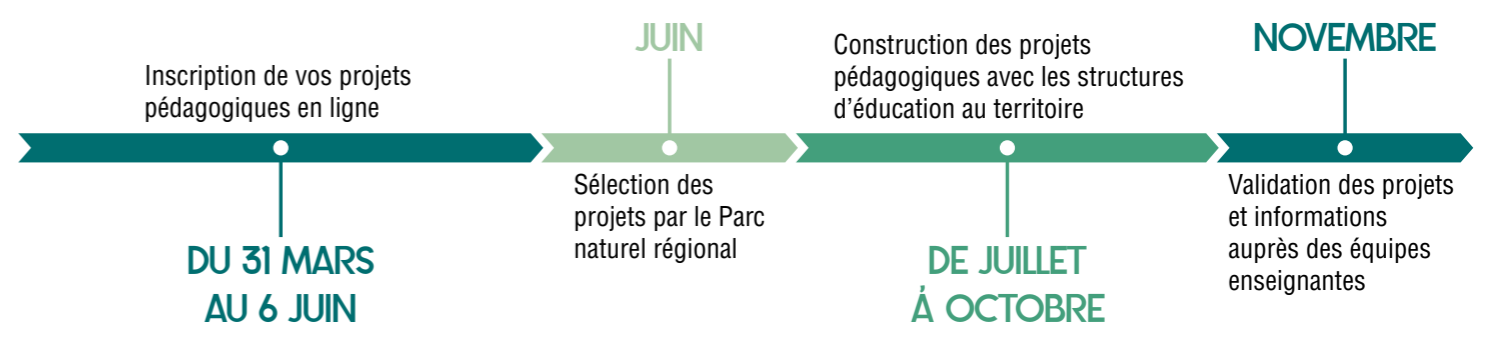 Inscription de vos projets
pédagogiques en ligne
DU 31 MARS
AU 6 JUIN
JUIN
Sélection des
projets par le Parc
naturel régional
Construction des projets
pédagogiques avec les structures
d'éducation au territoire
DE JUILLET
Á OCTOBRE
NOVEMBRE
Validation des projets
et informations
auprès des équipes
enseignantes